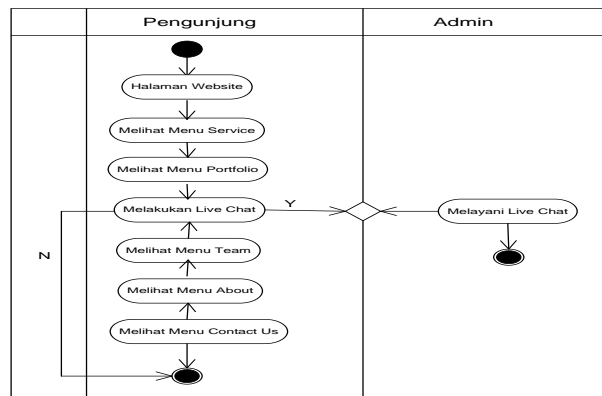 Pengunjung
Admin
Halaman Website
Melihat Menu Service
Melihat Menu Portfolio
Melakukan Live Chat
Y
Melayani Live Chat
N
Melihat Menu Team
Melihat Menu About
Melihat Menu Contact Us